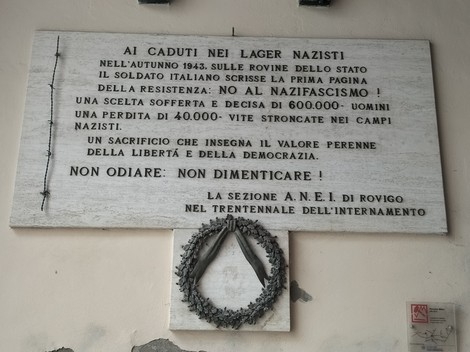 AI CADUTI NEI LAGER NAZISTI
NELL'AUTUNNO 1943, SULLE ROVINE DELLO STATO
IL SOLDATO ITALIANO SCRISSE LA PRIMA PAGINA
DELLA RESISTENZA: NO AL NAZIFASCISMO !
UNA SCELTA SOFFERTA E DECISA DI 600.000- UOMINI
UNA PERDITA DI 40.000- VITE STRONCATE NEI CAMPI
NAZISTI.
UN SACRIFICIO CHE INSEGNA IL VALORE PERENNE
DELLA LIBERTÁ E DELLA DEMOCRAZIA.
NON ODIARE: NON DIMENTICARE !
LA SEZIONE A.N.E.I. DI ROVIGO
NEL TRENTENNALE DELL'INTERNAMENTO